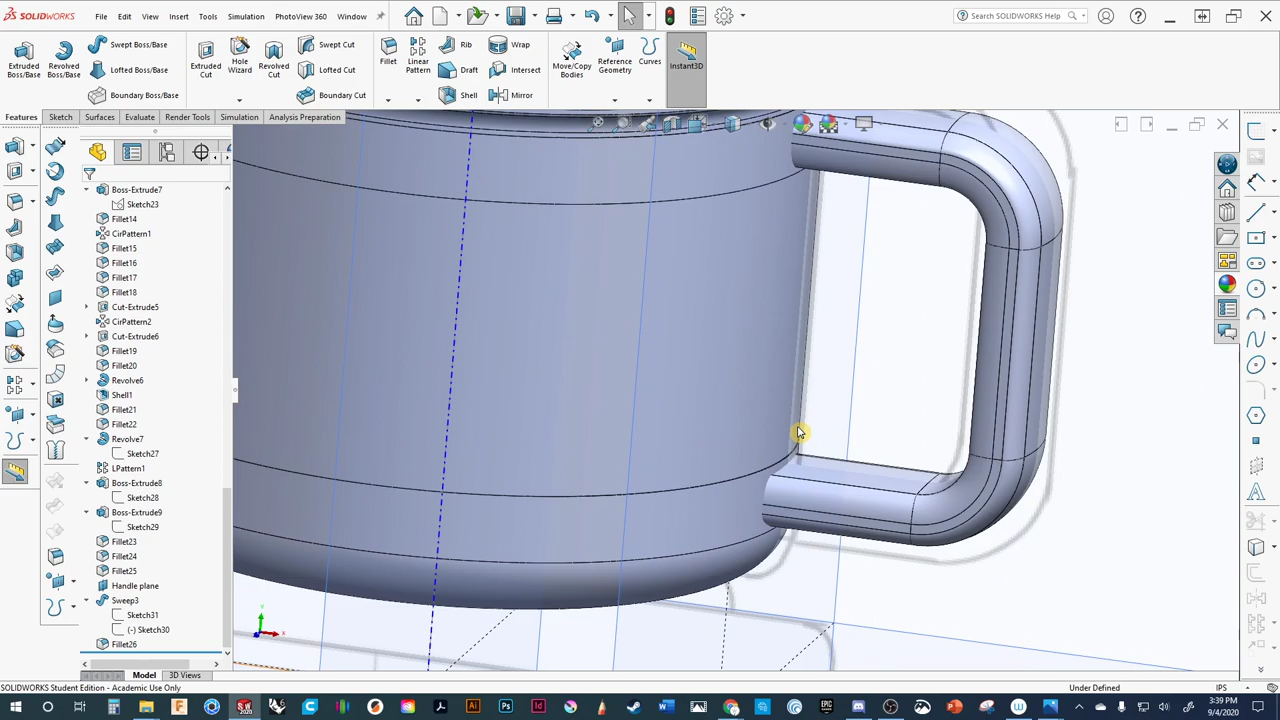 SOLIDWORKS
File Edit View Insert Tools Simulation PhotoView 360 Window
Search SOLIDWORKS Help
Extruded Boss/Base
Revolved Boss/Base
Swept Boss/Base
Lofted Boss/Base
Boundary Boss/Base
Extruded Cut
Hole Wizard
Revolved Cut
Swept Cut
Lofted Cut
Boundary Cut
Fillet
Linear Pattern
Rib
Draft
Shell
Wrap
Intersect
Mirror
Move/Copy Bodies
Reference Geometry
Curves
Instant3D
Features Sketch Surfaces Evaluate Render Tools Simulation Analysis Preparation
Boss-Extrude7
Sketch23
Fillet14
CirPattern1
Fillet15
Fillet16
Fillet17
Fillet18
Cut-Extrude5
CirPattern2
Cut-Extrude6
Fillet19
Fillet20
Revolve6
Shell1
Fillet21
Fillet22
Revolve7
Sketch27
LPattern1
Boss-Extrude8
Sketch28
Boss-Extrude9
Sketch29
Fillet23
Fillet24
Fillet25
Handle plane
Sweep3
Sketch31
(-) Sketch30
Fillet26
Model 3D Views
SOLIDWORKS Student Edition - Academic Use Only
Under Defined IPS
3:39 PM
9/4/2020